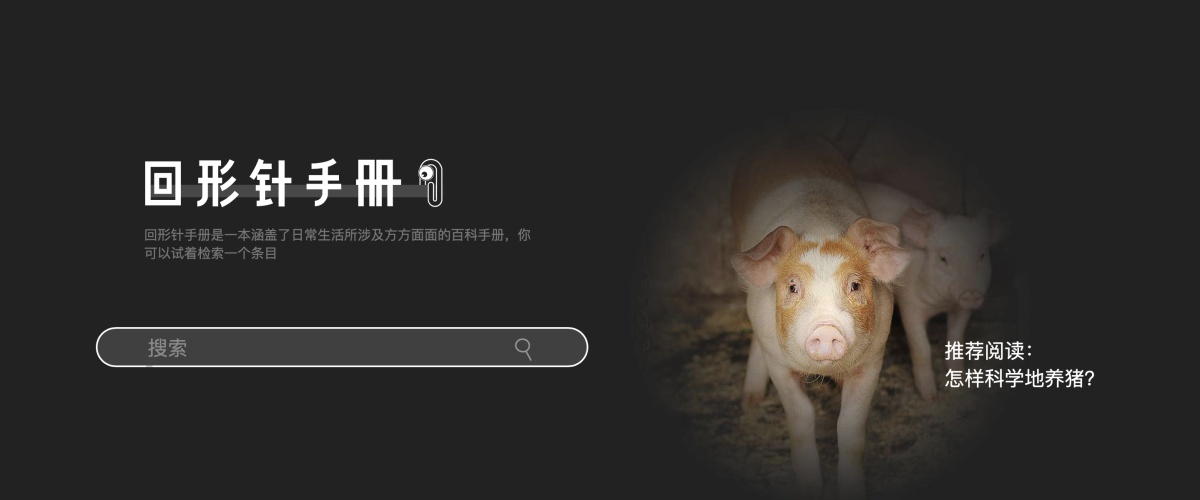 回形针手册
回形针手册是一本涵盖了日常生活所涉及方方面面的百科手册，你
可以试着检索一个条目
搜索
推荐阅读：
怎样科学地养猪?